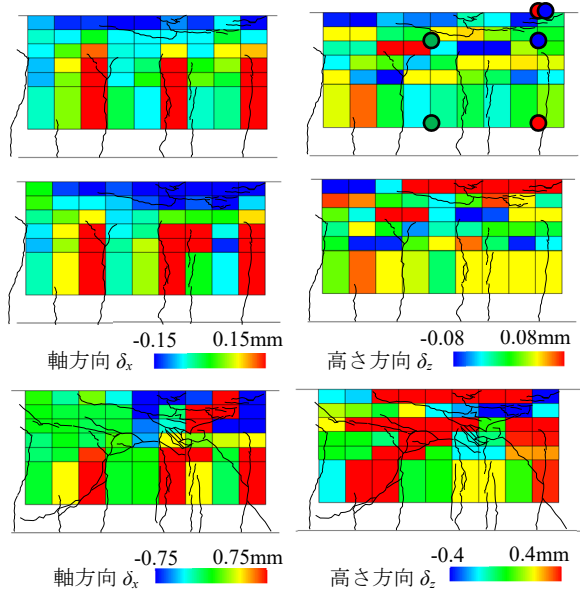 -0.15 0.15mm
軸方向 δx
-0.08 0.08mm
高さ方向 δz
-0.75 0.75mm
軸方向 δx
-0.4 0.4mm
高さ方向 δz